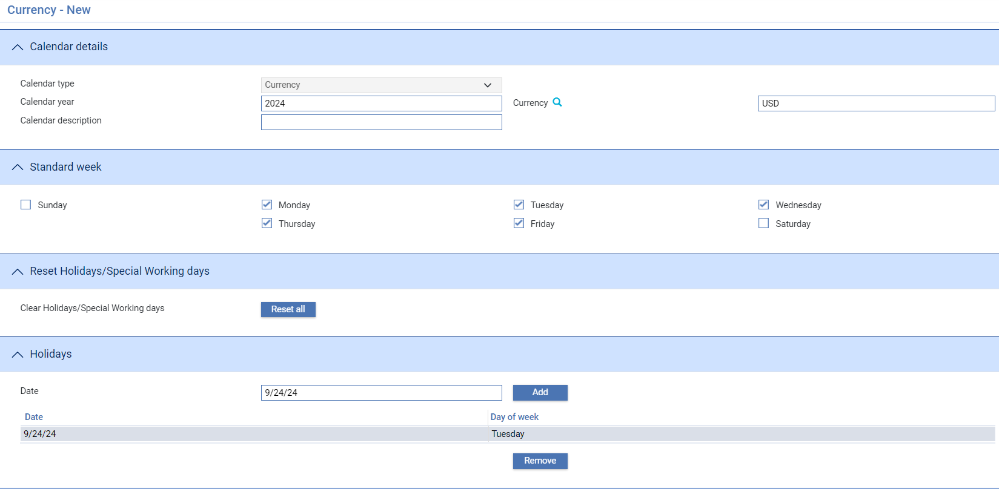 Currency - New
Calendar details
Calendar type Currency
Calendar year 2024 Currency USD
Calendar description
Standard week
Sunday Monday Tuesday Wednesday
Thursday Friday Saturday
Reset Holidays/Special Working days
Clear Holidays/Special Working days Reset all
Holidays
Date 9/24/24 Add
Date Day of week
9/24/24 Tuesday
Remove